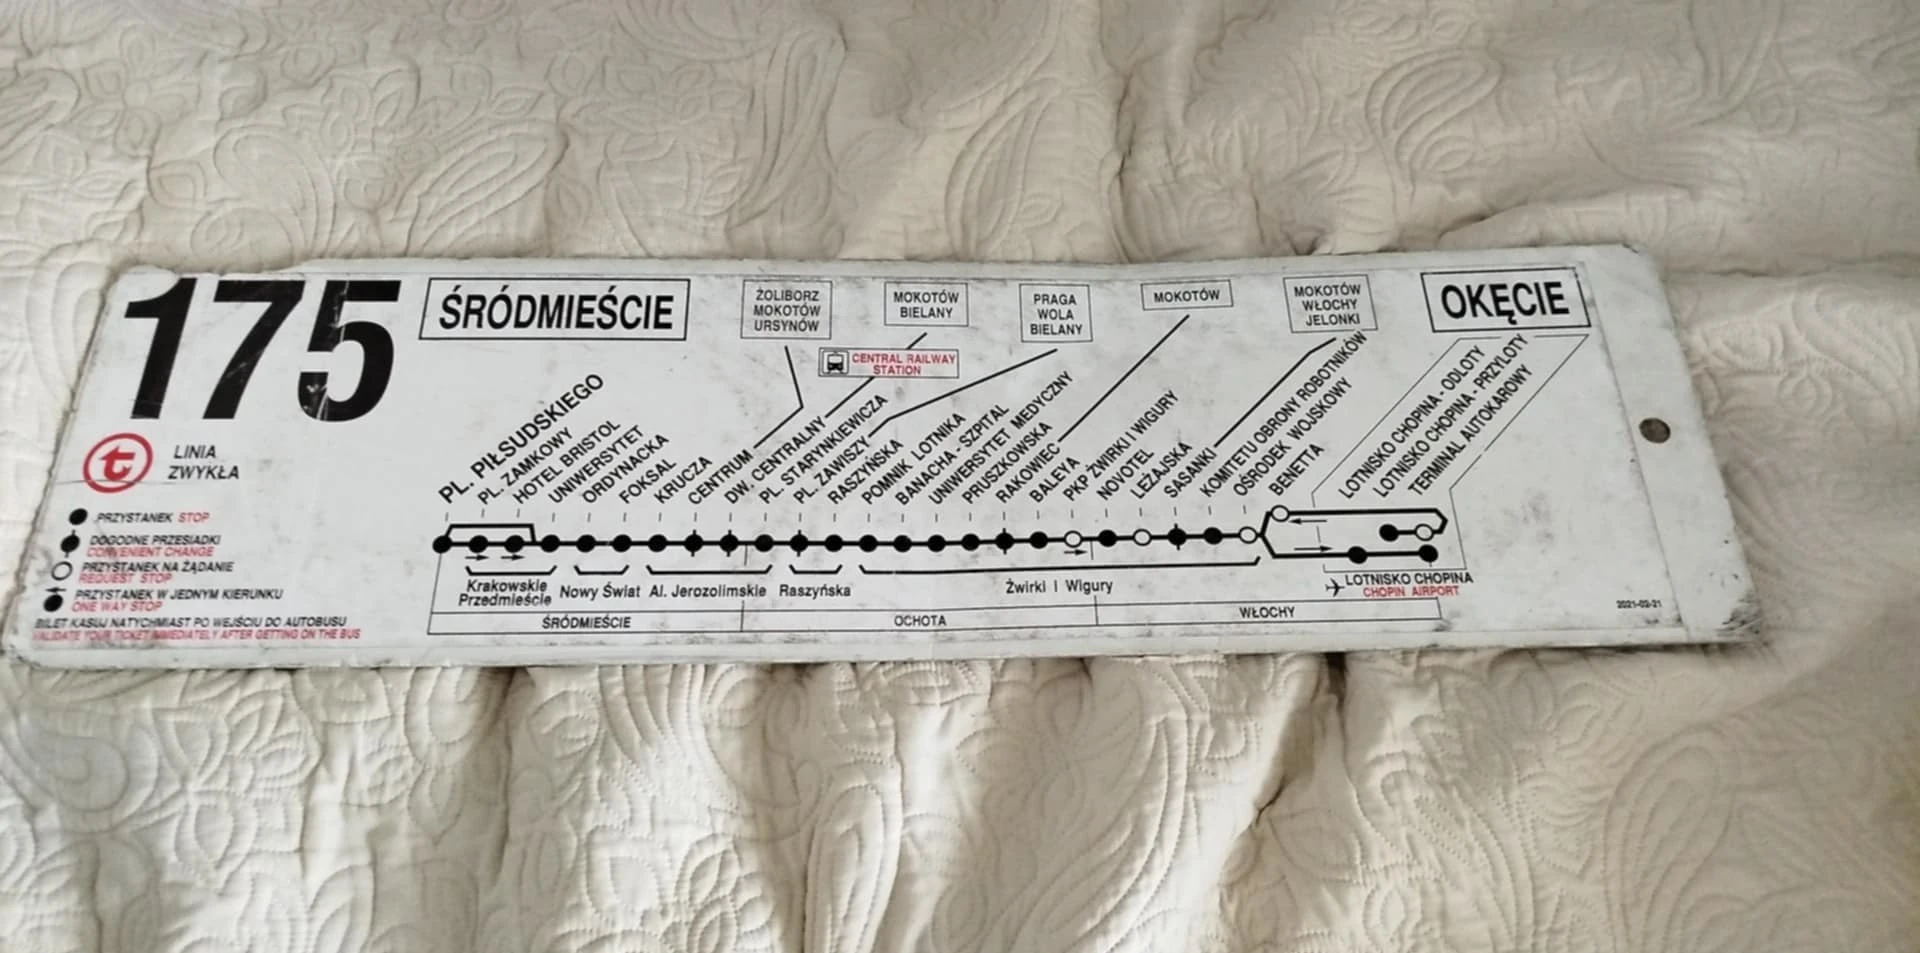 175
ŚRÓDMIEŚCIE
ŻOLIBORZ
MOKOTÓW
URSYNÓW
MOKOTÓW
BIELANY
PRAGA
WOLA
BIELANY
MOKOTÓW
MOKOTÓW
WŁOCHY
JELONKI
OKĘCIE
CENTRAL RAILWAY
STATION
t
LINIA
ZWYKŁA
PRZYSTANEK STOP
DOGODNE PRZESIADKI
CONVENIENT CHANGE
PRZYSTANEK NA ŻĄDANIE
REQUEST STOP
PRZYSTANEK W JEDNYM KIERUNKU
ONE WAY STOP
BILET KASUJ NATYCHMIAST PO WEJŚCIU DO AUTOBUSU
VALIDATE YOUR TICKET IMMEDIATELY AFTER GETTING ON THE BUS
PL. PIŁSUDSKIEGO
PL. ZAMKOWY
HOTEL BRISTOL
UNIWERSYTET
ORDYNACKA
FOKSAL
KRUCZA
CENTRUM
DW. CENTRALNY
PL. STARYNKIEWICZA
PL. ZAWISZY
RASZYŃSKA
POMNIK LOTNIKA
BANACHA - SZPITAL
UNIWERSYTET MEDYCZNY
PRUSZKOWSKA
RAKOWIEC
BALEYA
PKP ŻWIRKI I WIGURY
NOVOTEL
LEŻAJSKA
SASANKI
KOMITETU OBRONY ROBOTNIKÓW
OŚRODEK WOJSKOWY
BENETTA
LOTNISKO CHOPINA - ODLOTY
LOTNISKO CHOPINA - PRZYLOTY
TERMINAL AUTOKAROWY
Krakowskie
Przedmieście
Nowy Świat
Al. Jerozolimskie
Raszyńska
Żwirki I Wigury
LOTNISKO CHOPINA
CHOPIN AIRPORT
ŚRÓDMIEŚCIE
OCHOTA
WŁOCHY
2021-02-21